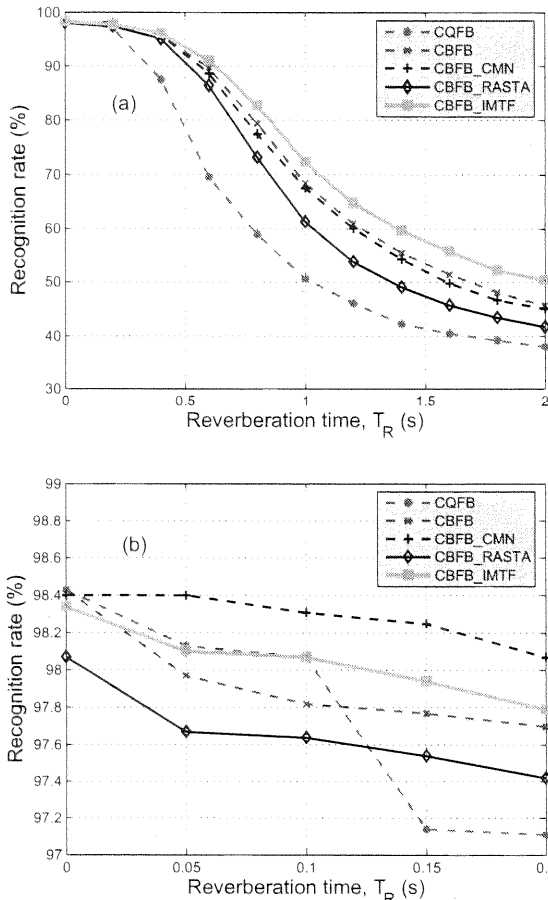 100
90
80
70
60
50
40
30
Recognition rate (%)
(a)
CQFB
CBFB
CBFB_CMN
CBFB_RASTA
CBFB_IMTF
0
0.5
1
1.5
2
Reverberation time, T_R (s)
99
98.8
98.6
98.4
98.2
98
97.8
97.6
97.4
97.2
97
Recognition rate (%)
(b)
CQFB
CBFB
CBFB_CMN
CBFB_RASTA
CBFB_IMTF
0
0.05
0.1
0.15
0.
Reverberation time, T_R (s)